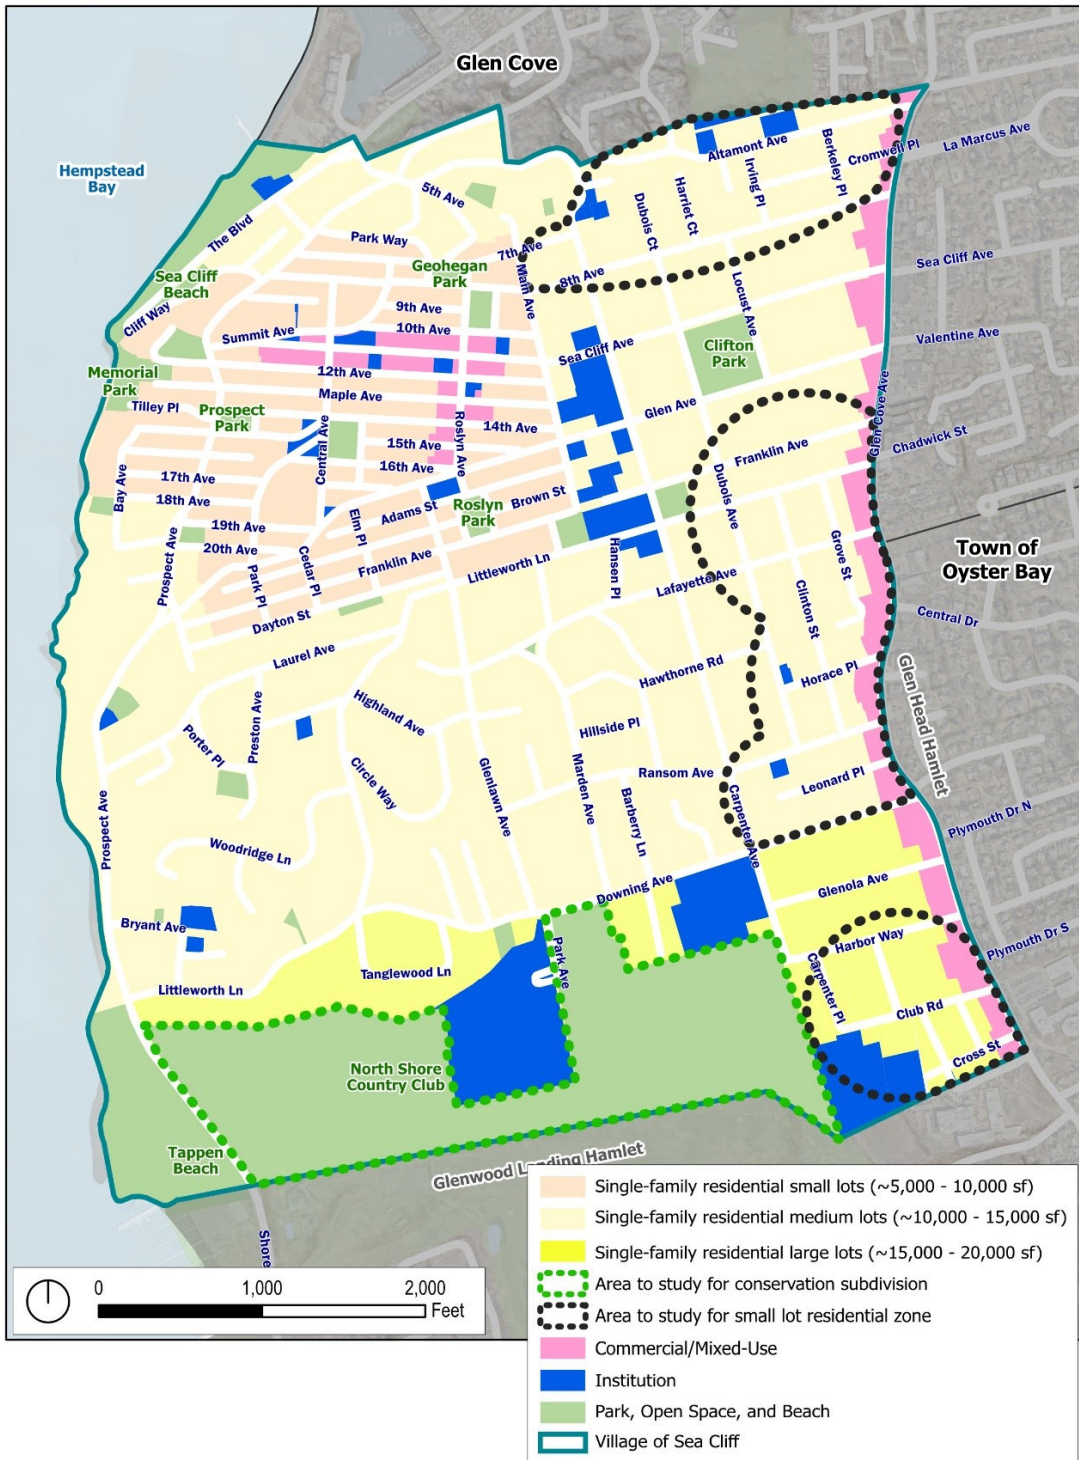 Glen Cove
Hempstead
Bay
La Marcus Ave
Cromwell Pl
Altamont Ave
Berkeley Pl
Irving Pl
Harriet Ct
Dubois Ct
5th Ave
The Blvd
Park Way
7th Ave
Main Ave
8th Ave
Geohegan
Park
Sea Cliff
Beach
Sea Cliff Ave
Locust Ave
Cliff Way
9th Ave
Summit Ave
10th Ave
Sea Cliff Ave
Clifton
Park
Valentine Ave
Memorial
Park
12th Ave
Maple Ave
Tilley Pl
Prospect
Park
14th Ave
Glen Ave
Glen Cove Ave
Chadwick St
Franklin Ave
Central Ave
15th Ave
16th Ave
Roslyn Ave
Dubois Ave
Bay Ave
17th Ave
18th Ave
19th Ave
20th Ave
Adams St
Roslyn
Park
Brown St
Elm Pl
Cedar Pl
Park Pl
Franklin Ave
Prospect Ave
Littleworth Ln
Hansen Pl
Lafayette Ave
Grove St
Clinton St
Town of
Oyster Bay
Central Dr
Dayton St
Laurel Ave
Hawthorne Rd
Horace Pl
Glen Head Hamlet
Highland Ave
Hillside Pl
Preston Ave
Porter Pl
Circle Way
Glenlawn Ave
Marden Ave
Ransom Ave
Barberry Ln
Leonard Pl
Carpenter Ave
Plymouth Dr N
Prospect Ave
Woodridge Ln
Downing Ave
Glenola Ave
Bryant Ave
Harbor Way
Plymouth Dr S
Park Ave
Tanglewood Ln
Carpenter Pl
Littleworth Ln
Club Rd
Cross St
North Shore
Country Club
Tappen
Beach
Glenwood Landing Hamlet
Shore
0 1,000 2,000
Feet
Single-family residential small lots (~5,000 - 10,000 sf)
Single-family residential medium lots (~10,000 - 15,000 sf)
Single-family residential large lots (~15,000 - 20,000 sf)
Area to study for conservation subdivision
Area to study for small lot residential zone
Commercial/Mixed-Use
Institution
Park, Open Space, and Beach
Village of Sea Cliff